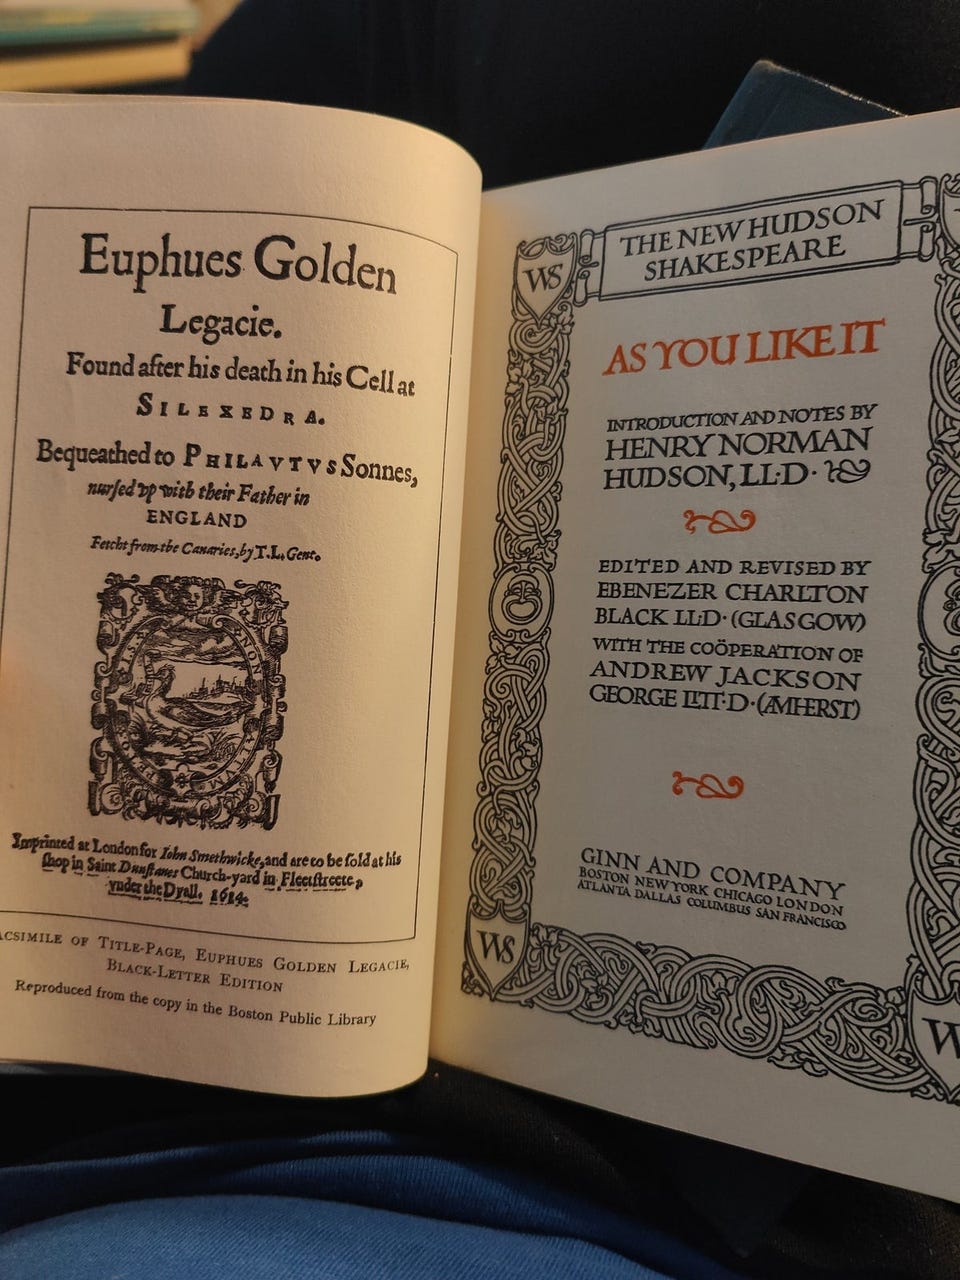 Euphues Golden
Legacie.
Found after his death in his Cell at
SILEXEDRA.
Bequeathed to PHILAVTVS Sonnes,
nursed vp with their Father in
ENGLAND
Fetcht from the Canaries, by T.L. Gent.
Imprinted at London for Iohn Smethwicke, and are to be sold at his
shop in Saint Dunstanes Church-yard in Fleetstreete,
vnder the Dyall. 1614.
FACSIMILE OF TITLE-PAGE, EUPHUES GOLDEN LEGACIE,
BLACK-LETTER EDITION
Reproduced from the copy in the Boston Public Library
WS
THE NEW HUDSON
SHAKESPEARE
AS YOU LIKE IT
INTRODUCTION AND NOTES BY
HENRY NORMAN
HUDSON, LL·D·
EDITED AND REVISED BY
EBENEZER CHARLTON
BLACK LL·D· (GLASGOW)
WITH THE COÖPERATION OF
ANDREW JACKSON
GEORGE LITT·D·(AMHERST)
GINN AND COMPANY
BOSTON NEW YORK CHICAGO LONDON
ATLANTA DALLAS COLUMBUS SAN FRANCISCO
WS
W